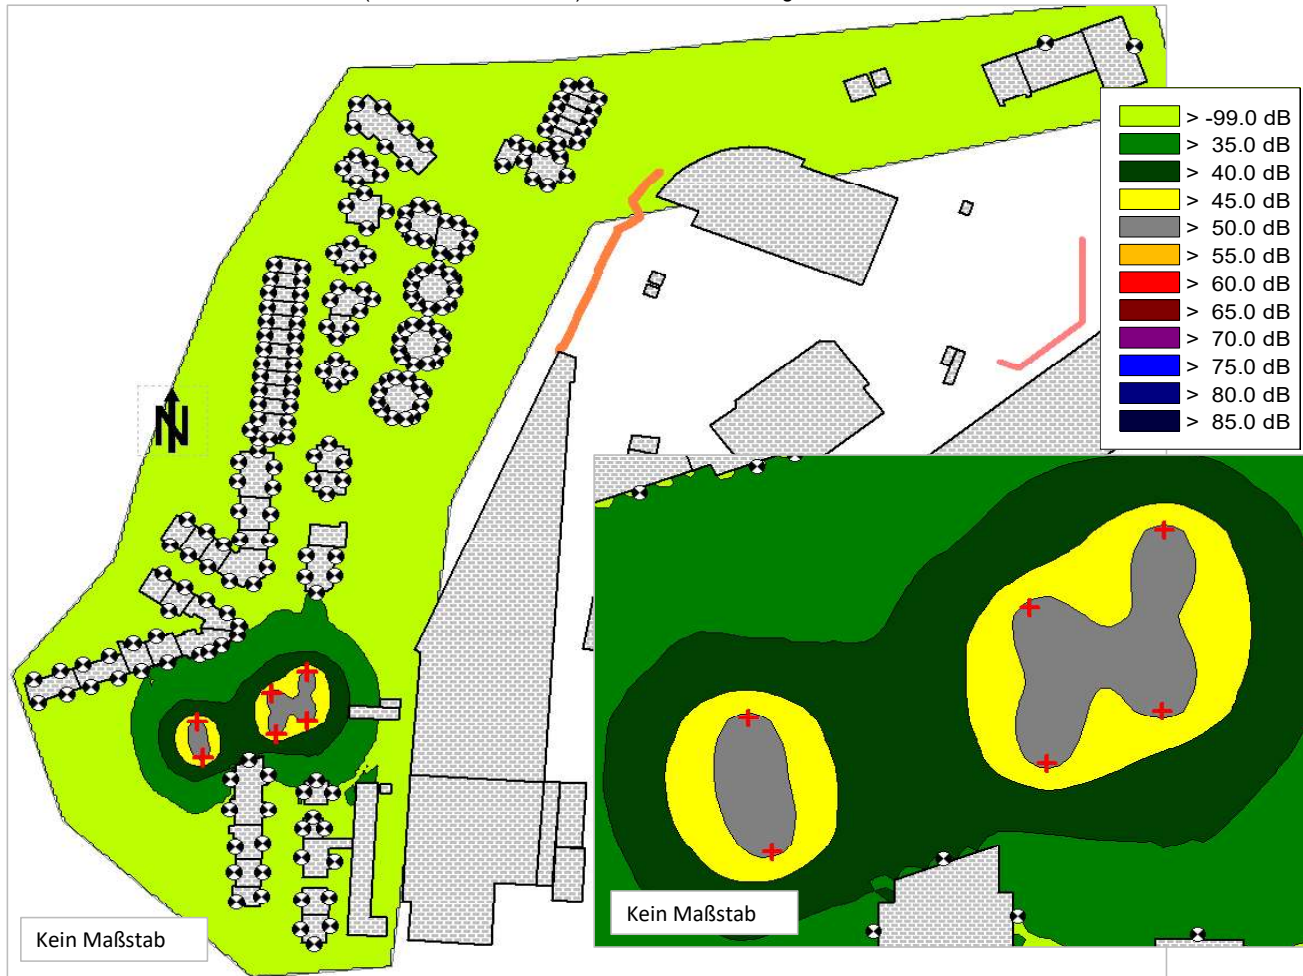 > -99.0 dB
> 35.0 dB
> 40.0 dB
> 45.0 dB
> 50.0 dB
> 55.0 dB
> 60.0 dB
> 65.0 dB
> 70.0 dB
> 75.0 dB
> 80.0 dB
> 85.0 dB
N
Kein Maßstab
Kein Maßstab